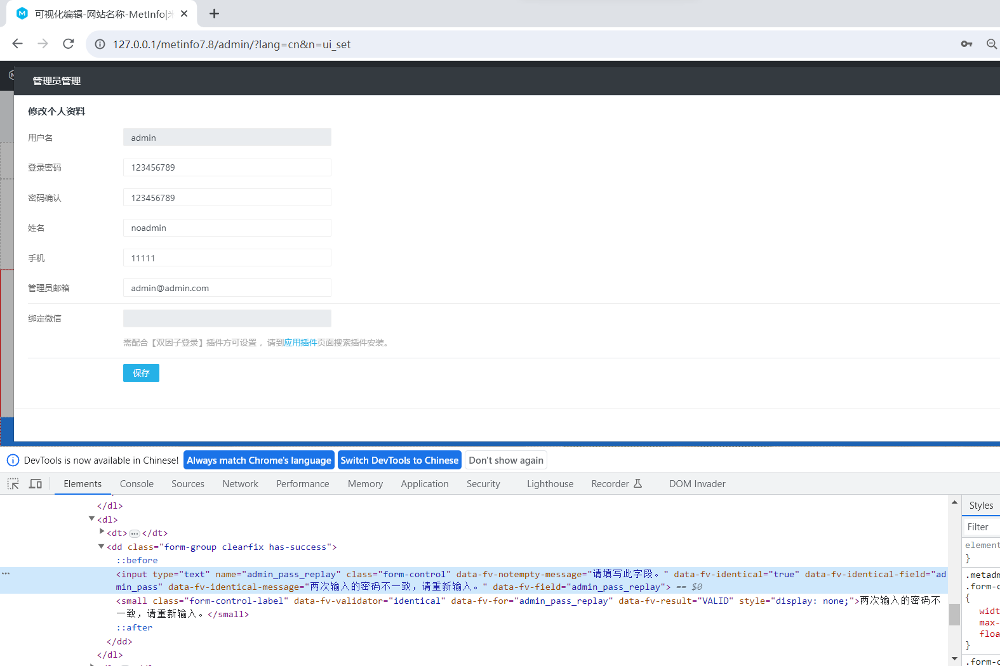 可视化编辑-网站名称-MetInfo|
127.0.0.1/metinfo7.8/admin/?lang=cn&n=ui_set
管理员管理
修改个人资料
用户名 admin
登录密码 123456789
密码确认 123456789
姓名 noadmin
手机 11111
管理员邮箱 admin@admin.com
绑定微信
需配合【双因子登录】插件方可设置，请到应用插件页面搜索插件安装。
保存
DevTools is now available in Chinese! Always match Chrome's language Switch DevTools to Chinese Don't show again
Elements Console Sources Network Performance Memory Application Security Lighthouse Recorder DOM Invader
</dl>
<dl>
<dt>…</dt>
<dd class="form-group clearfix has-success">
::before
<input type="text" name="admin_pass_replay" class="form-control" data-fv-notempty-message="请填写此字段。" data-fv-identical="true" data-fv-identical-field="ad
min_pass" data-fv-identical-message="两次输入的密码不一致，请重新输入。" data-fv-field="admin_pass_replay"> == $0
<small class="form-control-label" data-fv-validator="identical" data-fv-for="admin_pass_replay" data-fv-result="VALID" style="display: none;">两次输入的密码不
一致，请重新输入。</small>
::after
</dd>
</dl>
Styles
Filter
element
}
.metadm
.form-c
{
widt
max-
floa
}
.form-c